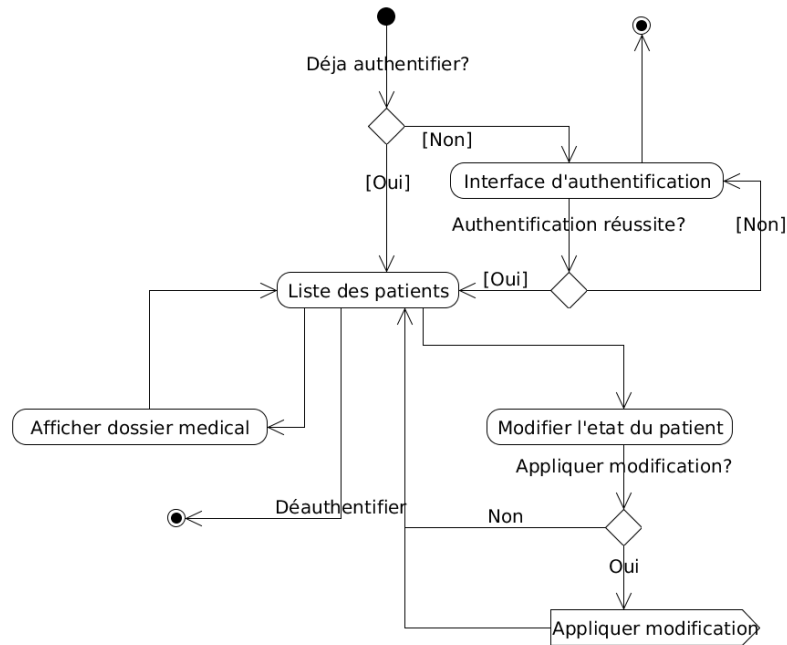 Déja authentifier?
[Non]
[Oui]
Interface d'authentification
Authentification réussite?
[Non]
[Oui]
Liste des patients
Afficher dossier medical
Modifier l'etat du patient
Appliquer modification?
Déauthentifier
Non
Oui
Appliquer modification